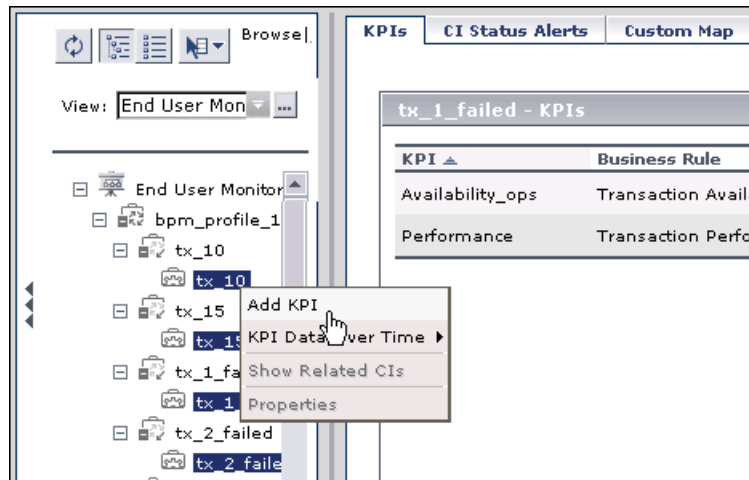 Browse
View: End User Mon ...
End User Monitor
bpm_profile_1
tx_10
tx_10
tx_15
tx_15
tx_1_fa
tx_1
tx_2_failed
tx_2_faile
Add KPI
KPI Data Over Time
Show Related CIs
Properties
KPIs CI Status Alerts Custom Map
tx_1_failed - KPIs
KPI Business Rule
Availability_ops Transaction Avail
Performance Transaction Perfo